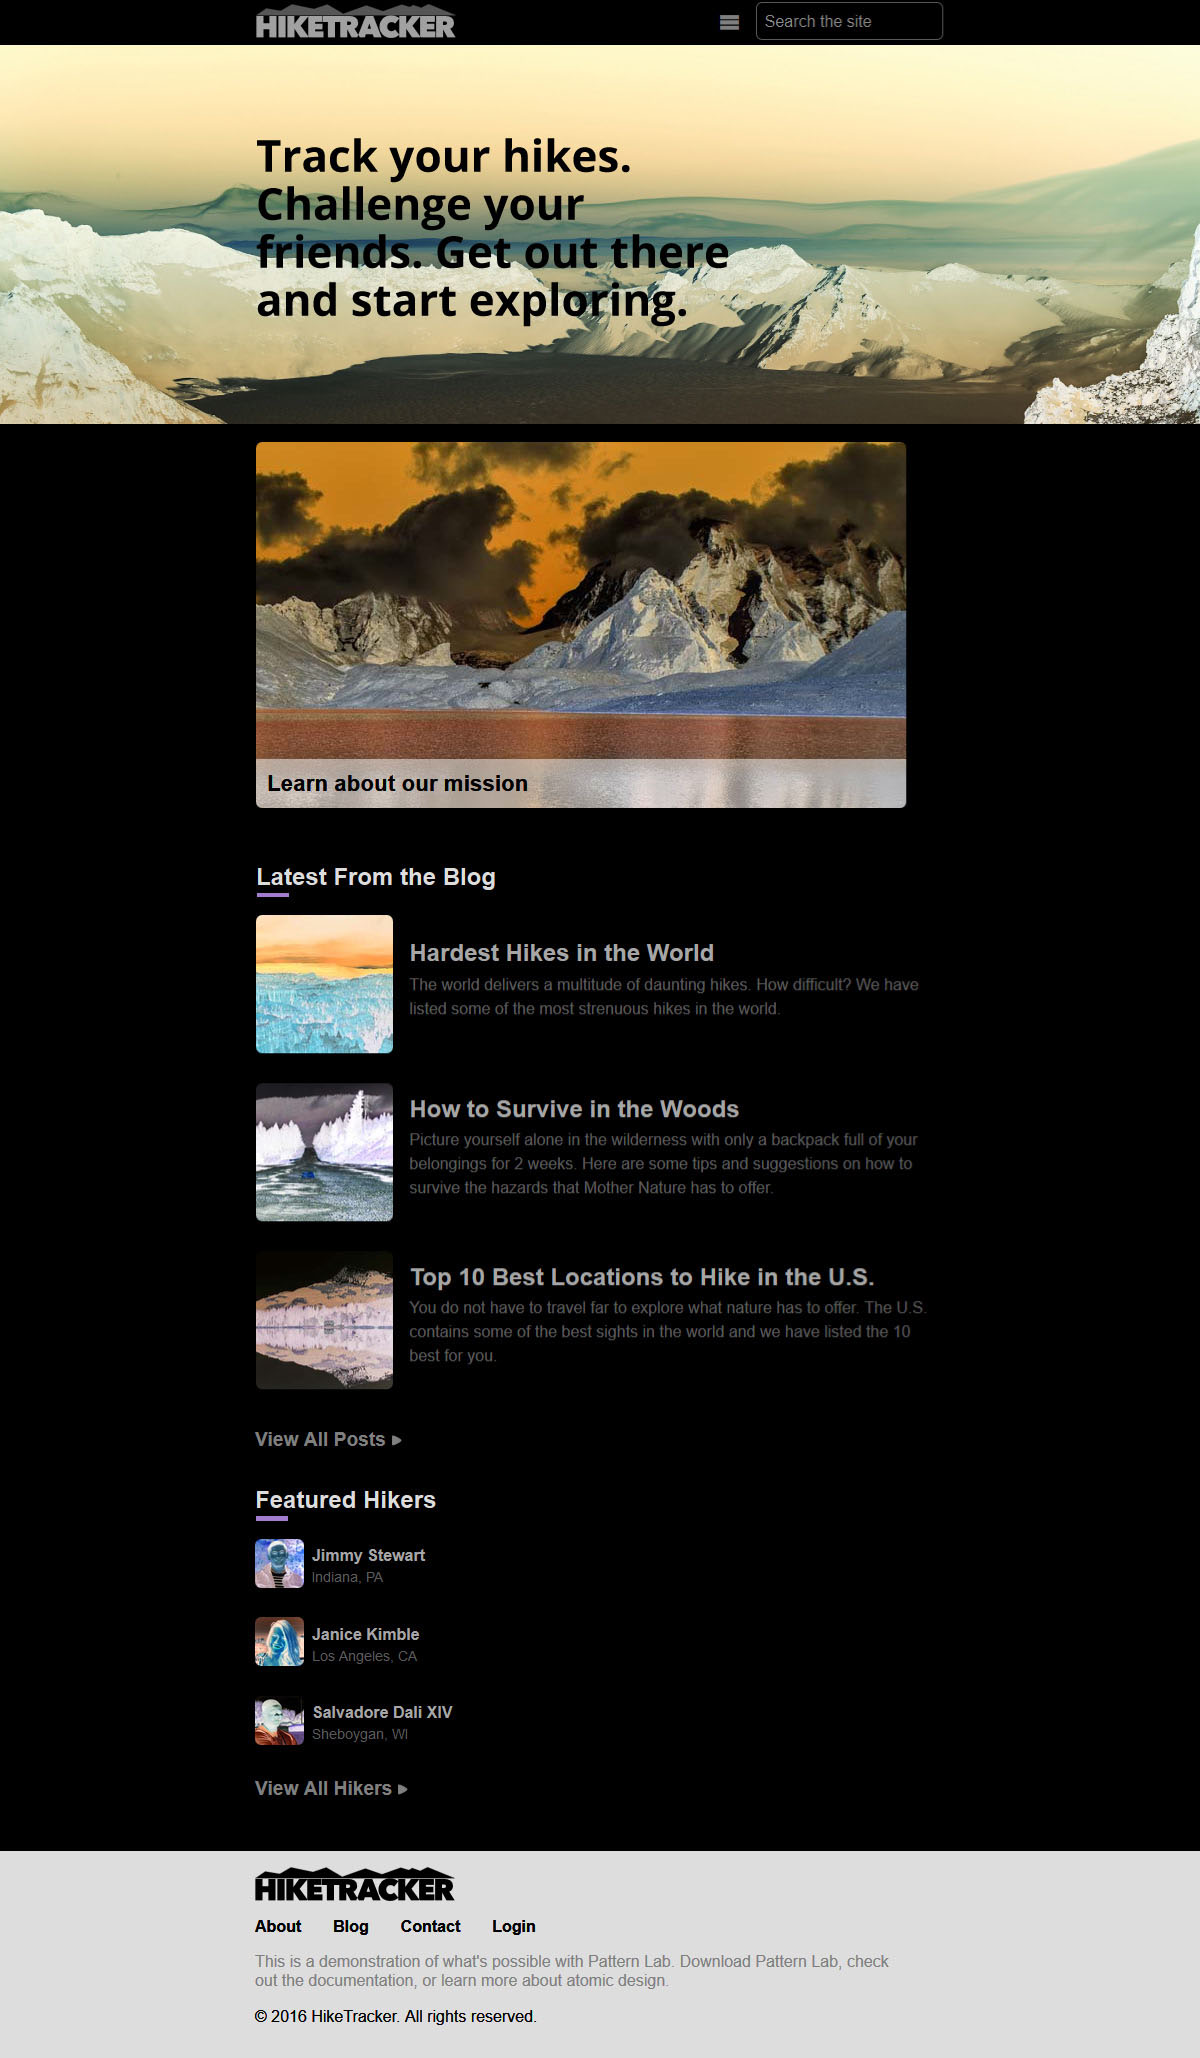 HIKETRACKER
Search the site
Track your hikes.
Challenge your
friends. Get out there
and start exploring.
Learn about our mission
Latest From the Blog
Hardest Hikes in the World
The world delivers a multitude of daunting hikes. How difficult? We have
listed some of the most strenuous hikes in the world.
How to Survive in the Woods
Picture yourself alone in the wilderness with only a backpack full of your
belongings for 2 weeks. Here are some tips and suggestions on how to
survive the hazards that Mother Nature has to offer.
Top 10 Best Locations to Hike in the U.S.
You do not have to travel far to explore what nature has to offer. The U.S.
contains some of the best sights in the world and we have listed the 10
best for you.
View All Posts
Featured Hikers
Jimmy Stewart
Indiana, PA
Janice Kimble
Los Angeles, CA
Salvadore Dali XIV
Sheboygan, WI
View All Hikers
HIKETRACKER
About Blog Contact Login
This is a demonstration of what's possible with Pattern Lab. Download Pattern Lab, check
out the documentation, or learn more about atomic design.
© 2016 HikeTracker. All rights reserved.